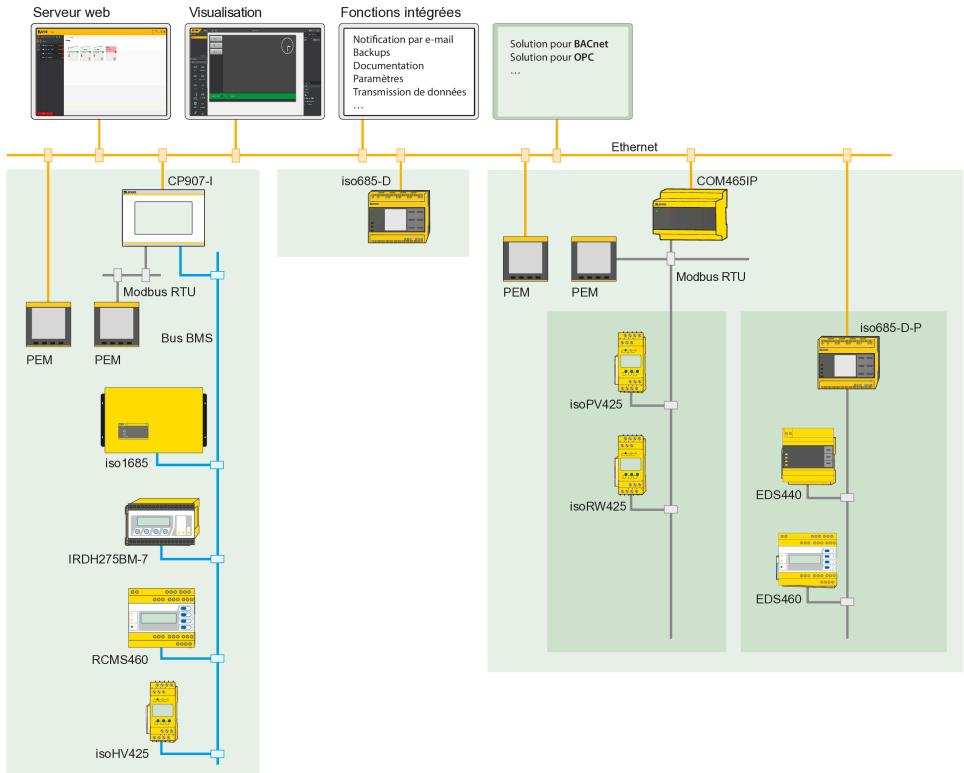 Serveur web
Visualisation
Fonctions intégrées
Notification par e-mail
Backups
Documentation
Paramètres
Transmission de données
…
Solution pour BACnet
Solution pour OPC
…
Ethernet
CP907-I
iso685-D
COM465IP
Modbus RTU
PEM
PEM
Bus BMS
PEM
PEM
Modbus RTU
iso685-D-P
isoPV425
iso1685
isoRW425
EDS440
IRDH275BM-7
EDS460
RCMS460
isoHV425